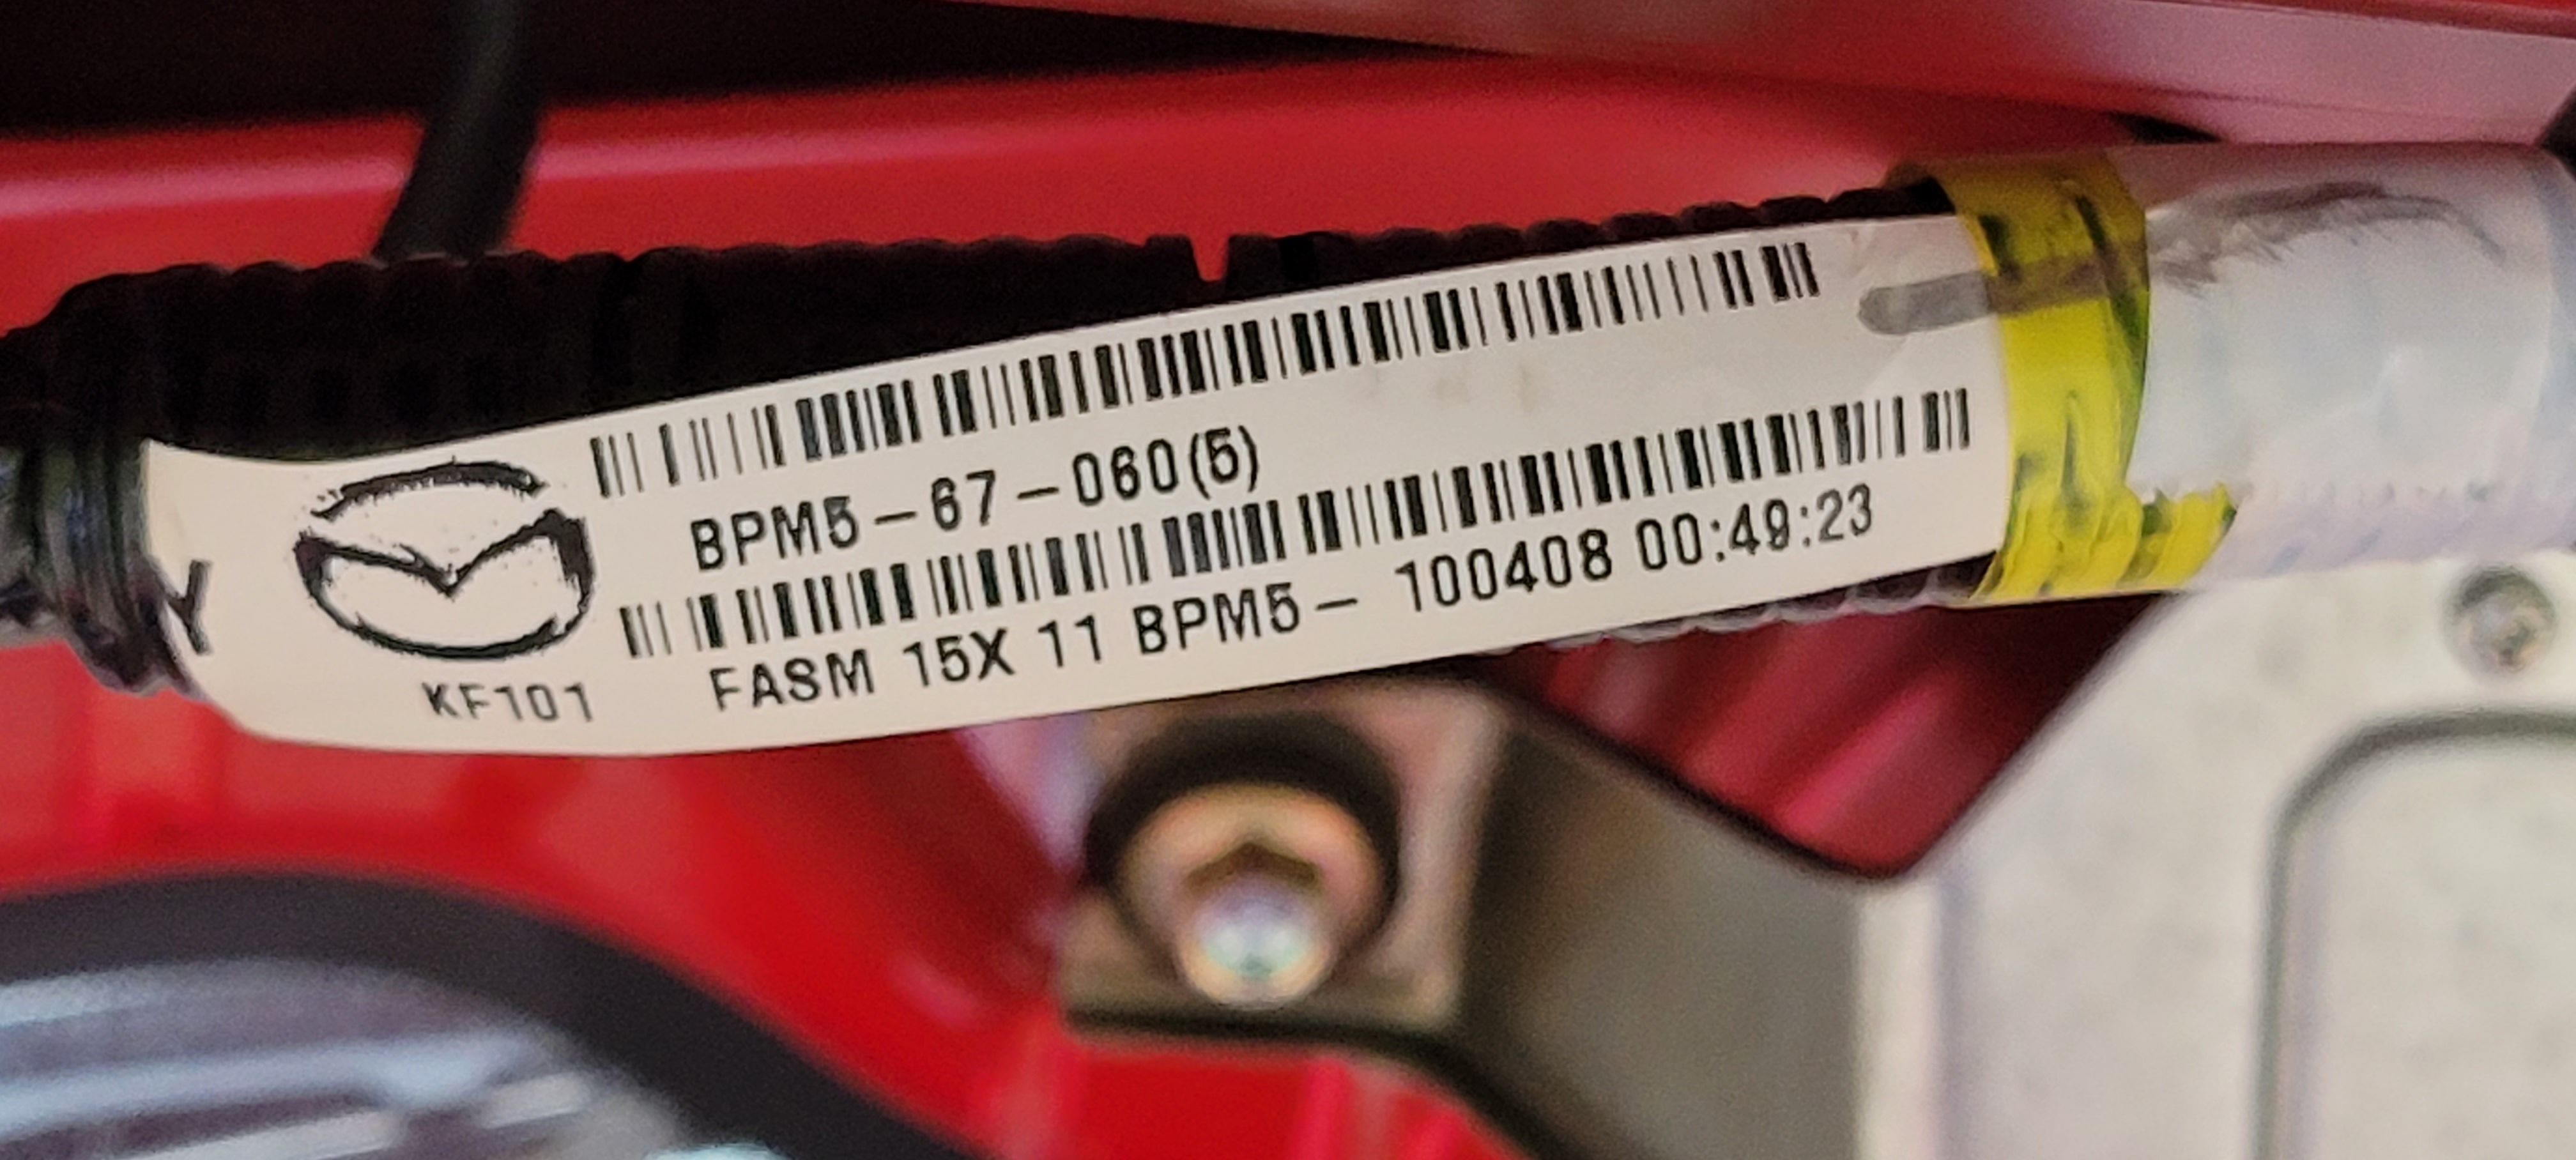 BPM5-67-060(5)
FASM 15X 11 BPM5- 100408 00:49:23
KF101
Y